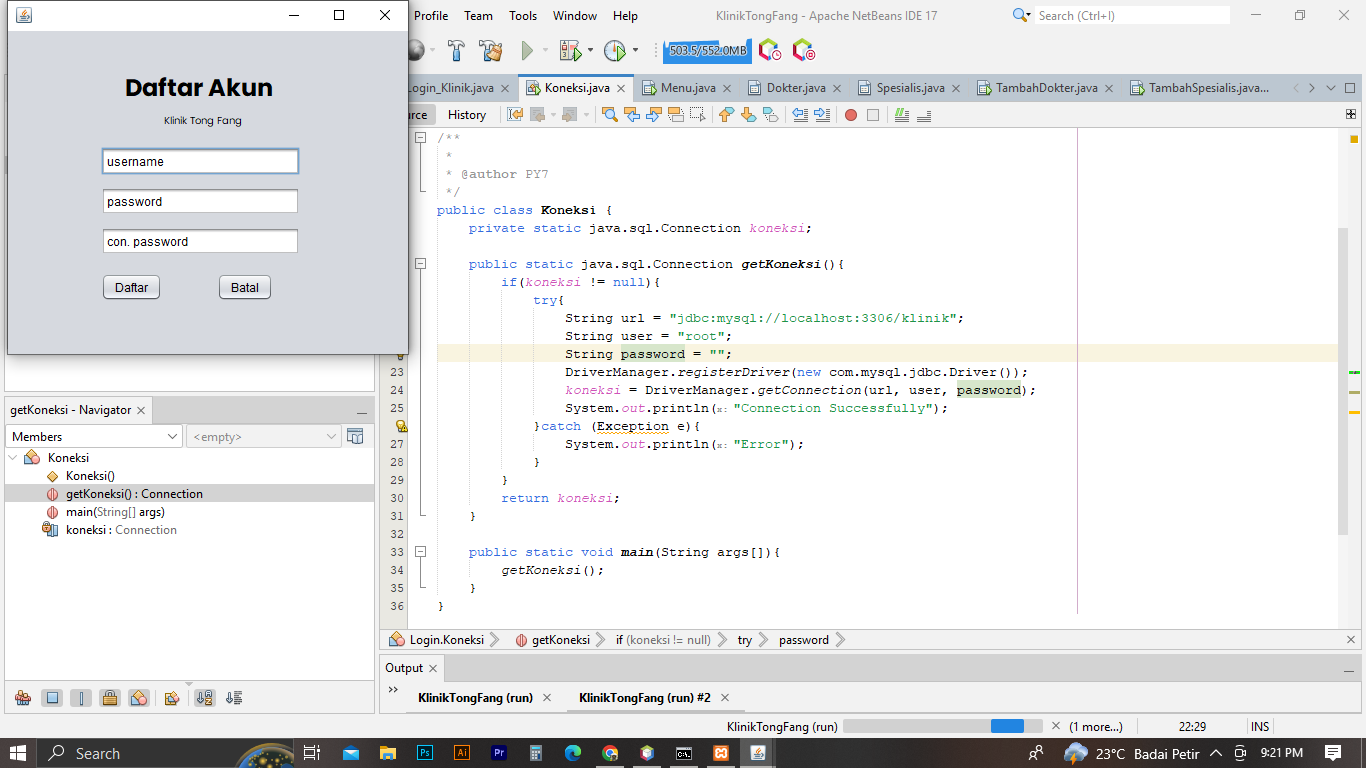 Profile Team Tools Window Help KlinikTongFang - Apache NetBeans IDE 17 Search (Ctrl+I)
503.5/552.0MB
Login_Klinik.java Koneksi.java Menu.java Dokter.java Spesialis.java TambahDokter.java TambahSpesialis.java...
History
Daftar Akun
Klinik Tong Fang
username
password
con. password
Daftar Batal
/**
*
* @author PY7
*/
public class Koneksi {
private static java.sql.Connection koneksi;
public static java.sql.Connection getKoneksi(){
if(koneksi != null){
try{
String url = "jdbc:mysql://localhost:3306/klinik";
String user = "root";
String password = "";
23 DriverManager.registerDriver(new com.mysql.jdbc.Driver());
24 koneksi = DriverManager.getConnection(url, user, password);
25 System.out.println(x: "Connection Successfully");
}catch (Exception e){
27 System.out.println(x: "Error");
28 }
29 }
30 return koneksi;
31 }
32
33 public static void main(String args[]){
34 getKoneksi();
35 }
36 }
getKoneksi - Navigator
Members <empty>
Koneksi
Koneksi()
getKoneksi() : Connection
main(String[] args)
koneksi : Connection
Login.Koneksi getKoneksi if (koneksi != null) try password
Output
KlinikTongFang (run) KlinikTongFang (run) #2
KlinikTongFang (run) (1 more...) 22:29 INS
Search 23°C Badai Petir 9:21 PM